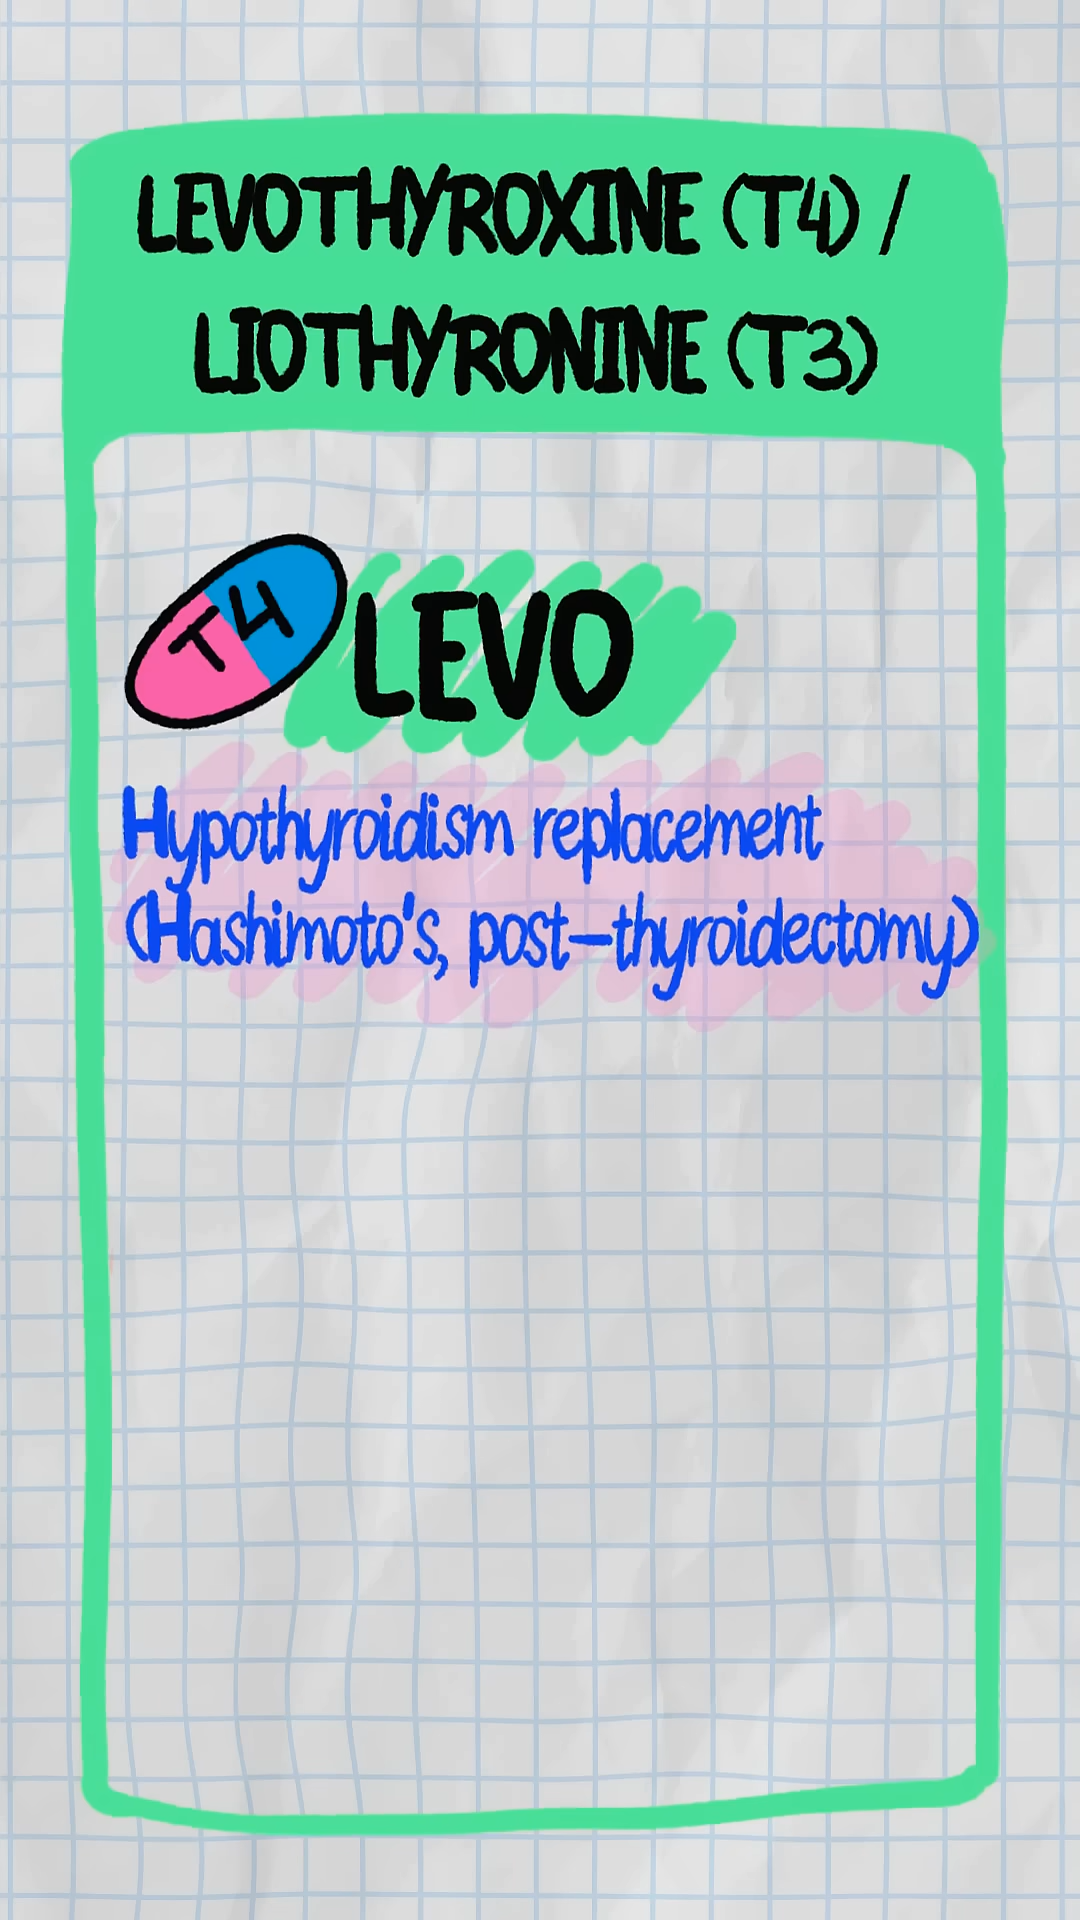 LEVOTHYROXINE (T4) /
LIOTHYRONINE (T3)
T4
LEVO
Hypothyroidism replacement
(Hashimoto's, post-thyroidectomy)